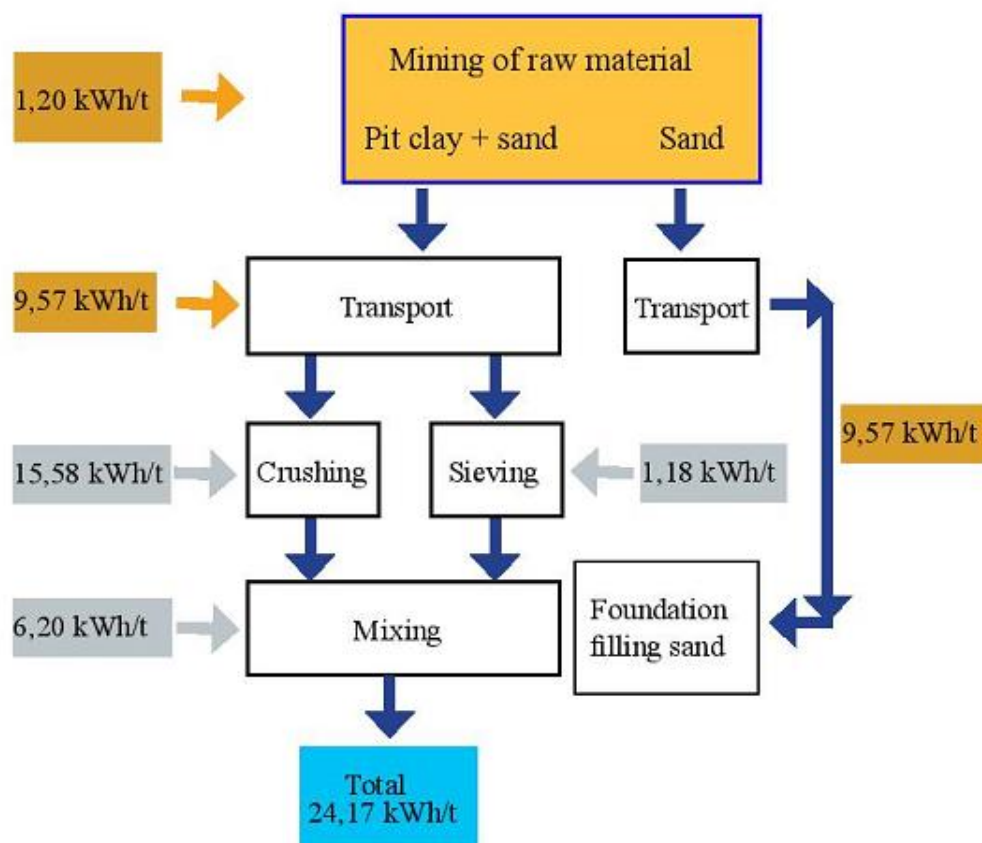 1,20 kWh/t
Mining of raw material
Pit clay + sand
Sand
9,57 kWh/t
Transport
Transport
9,57 kWh/t
15,58 kWh/t
Crushing
Sieving
1,18 kWh/t
6,20 kWh/t
Mixing
Foundation
filling sand
Total
24,17 kWh/t